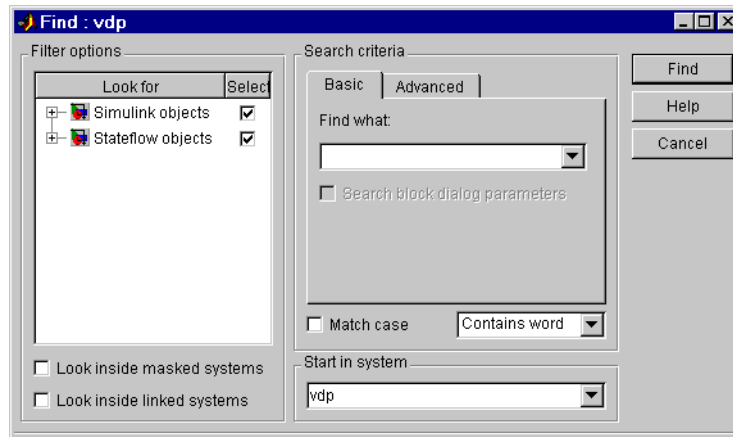 Find : vdp
Filter options
Look for Select
Simulink objects
Stateflow objects
Look inside masked systems
Look inside linked systems
Search criteria
Basic Advanced
Find what:
Search block dialog parameters
Match case Contains word
Start in system
vdp
Find
Help
Cancel